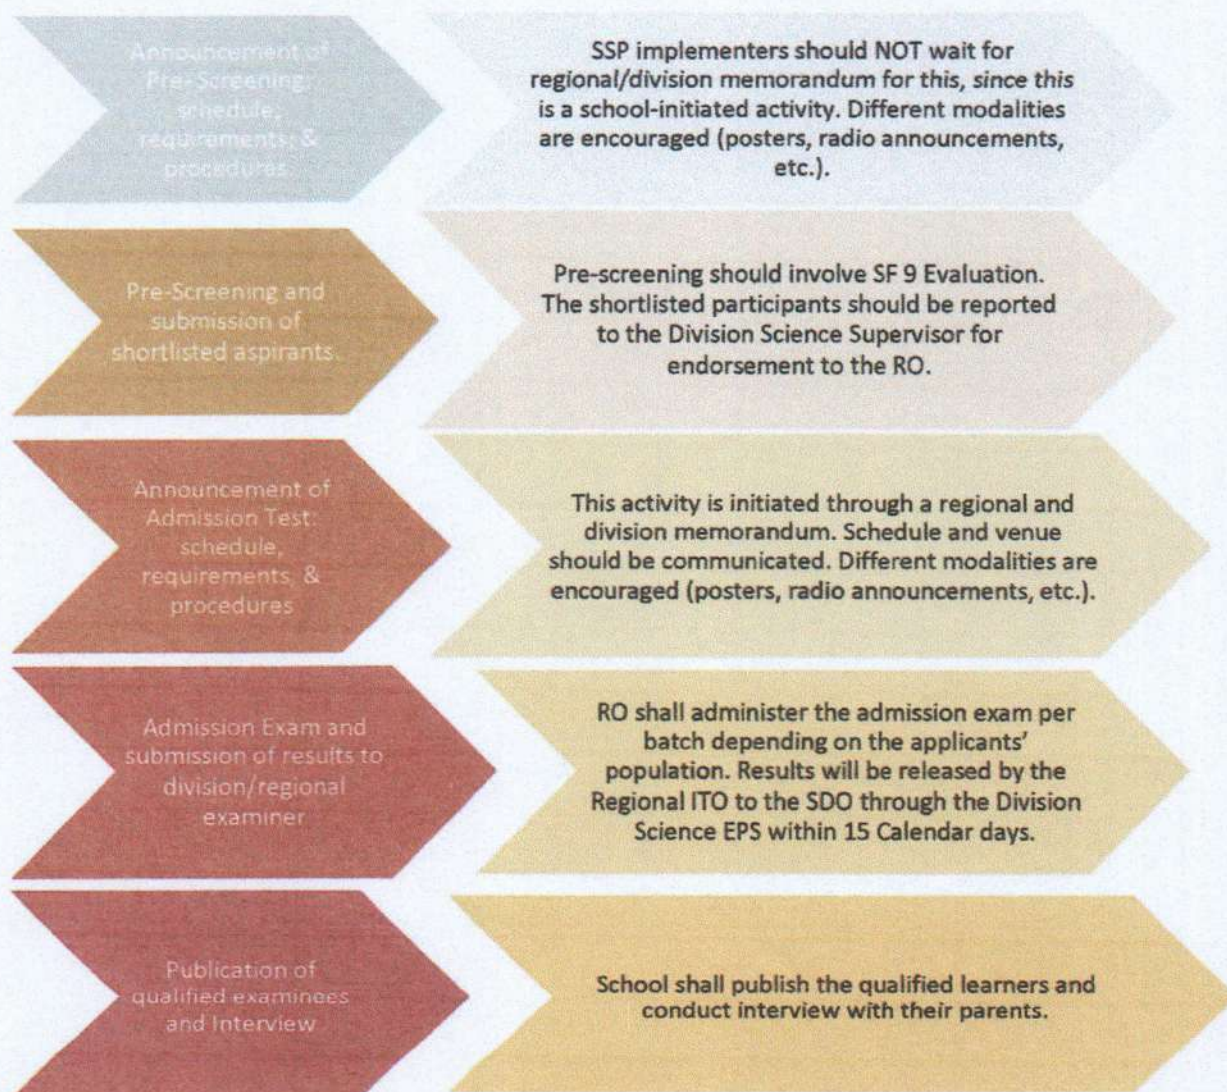 Announcement of
Pre-Screening:
schedule,
requirements, &
procedures
SSP implementers should NOT wait for
regional/division memorandum for this, since this
is a school-initiated activity. Different modalities
are encouraged (posters, radio announcements,
etc.).
Pre-Screening and
submission of
shortlisted aspirants.
Pre-screening should involve SF 9 Evaluation.
The shortlisted participants should be reported
to the Division Science Supervisor for
endorsement to the RO.
Announcement of
Admission Test:
schedule,
requirements, &
procedures
This activity is initiated through a regional and
division memorandum. Schedule and venue
should be communicated. Different modalities are
encouraged (posters, radio announcements, etc.).
Admission Exam and
submission of results to
division/regional
examiner
RO shall administer the admission exam per
batch depending on the applicants’
population. Results will be released by the
Regional ITO to the SDO through the Division
Science EPS within 15 Calendar days.
Publication of
qualified examinees
and Interview
School shall publish the qualified learners and
conduct interview with their parents.